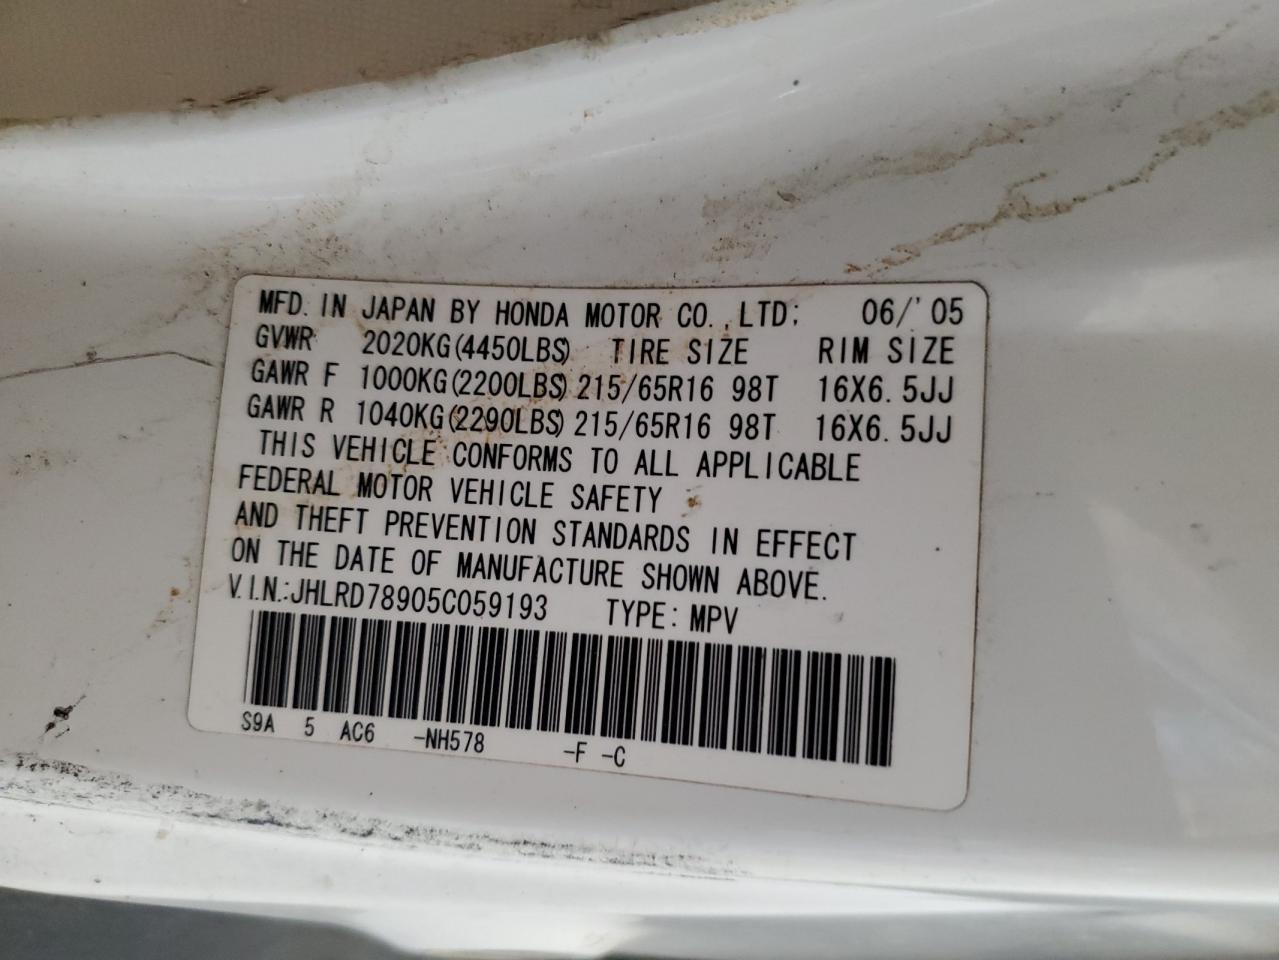 MFD. IN JAPAN BY HONDA MOTOR CO., LTD: 06/'05
GVWR 2020KG(4450LBS) TIRE SIZE RIM SIZE
GAWR F 1000KG(2200LBS) 215/65R16 98T 16X6.5JJ
GAWR R 1040KG(2290LBS) 215/65R16 98T 16X6.5JJ
THIS VEHICLE CONFORMS TO ALL APPLICABLE
FEDERAL MOTOR VEHICLE SAFETY
AND THEFT PREVENTION STANDARDS IN EFFECT
ON THE DATE OF MANUFACTURE SHOWN ABOVE.
V.I.N.:JHLRD78905C059193 TYPE: MPV
S9A 5 AC6 -NH578 -F -C